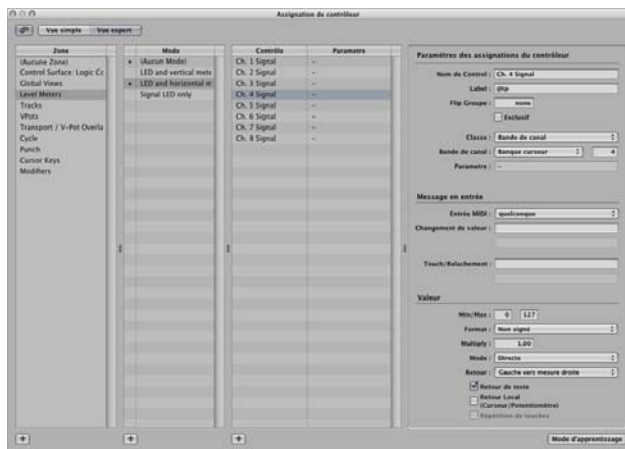 Assignation de contrôleur
Vue simple Vue expert
Zone
(Aucune Zone)
Control Surface: Logic Cc
Global Views
Level Meters
Tracks
VPots
Transport / V-Pot Overla
Cycle
Punch
Cursor Keys
Modifiers
Mode
(Aucun Mode)
LED and vertical mete
LED and horizontal m
Signal LED only
Contrôle Parametre
Ch. 1 Signal –
Ch. 2 Signal –
Ch. 3 Signal –
Ch. 4 Signal –
Ch. 5 Signal –
Ch. 6 Signal –
Ch. 7 Signal –
Ch. 8 Signal –
Paramètres des assignations du contrôleur
Nom de Control : Ch. 4 Signal
Label : @tp
Flip Groupe : none
Exclusif
Classe : Bande de canal
Bande de canal : Banque curseur 4
Parametre : –
Message en entrée
Entrée MIDI : quelconque
Changement de valeur :
Touch/Relachement :
Valeur
Min/Max : 0 127
Format : Non signé
Multiply : 1,00
Mode : Directe
Retour : Gauche vers mesure droite
Retour de texte
Retour Local
(Curseur/Potentiomètre)
Répétition de touches
Mode d'apprentissage